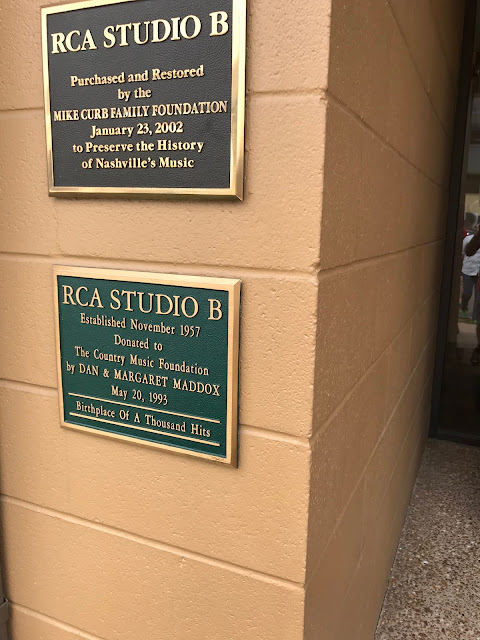 RCA STUDIO B
Purchased and Restored
by the
MIKE CURB FAMILY FOUNDATION
January 23, 2002
to Preserve the History
of Nashville's Music
RCA STUDIO B
Established November 1957
Donated to
The Country Music Foundation
by DAN & MARGARET MADDOX
May 20, 1993
Birthplace Of A Thousand Hits